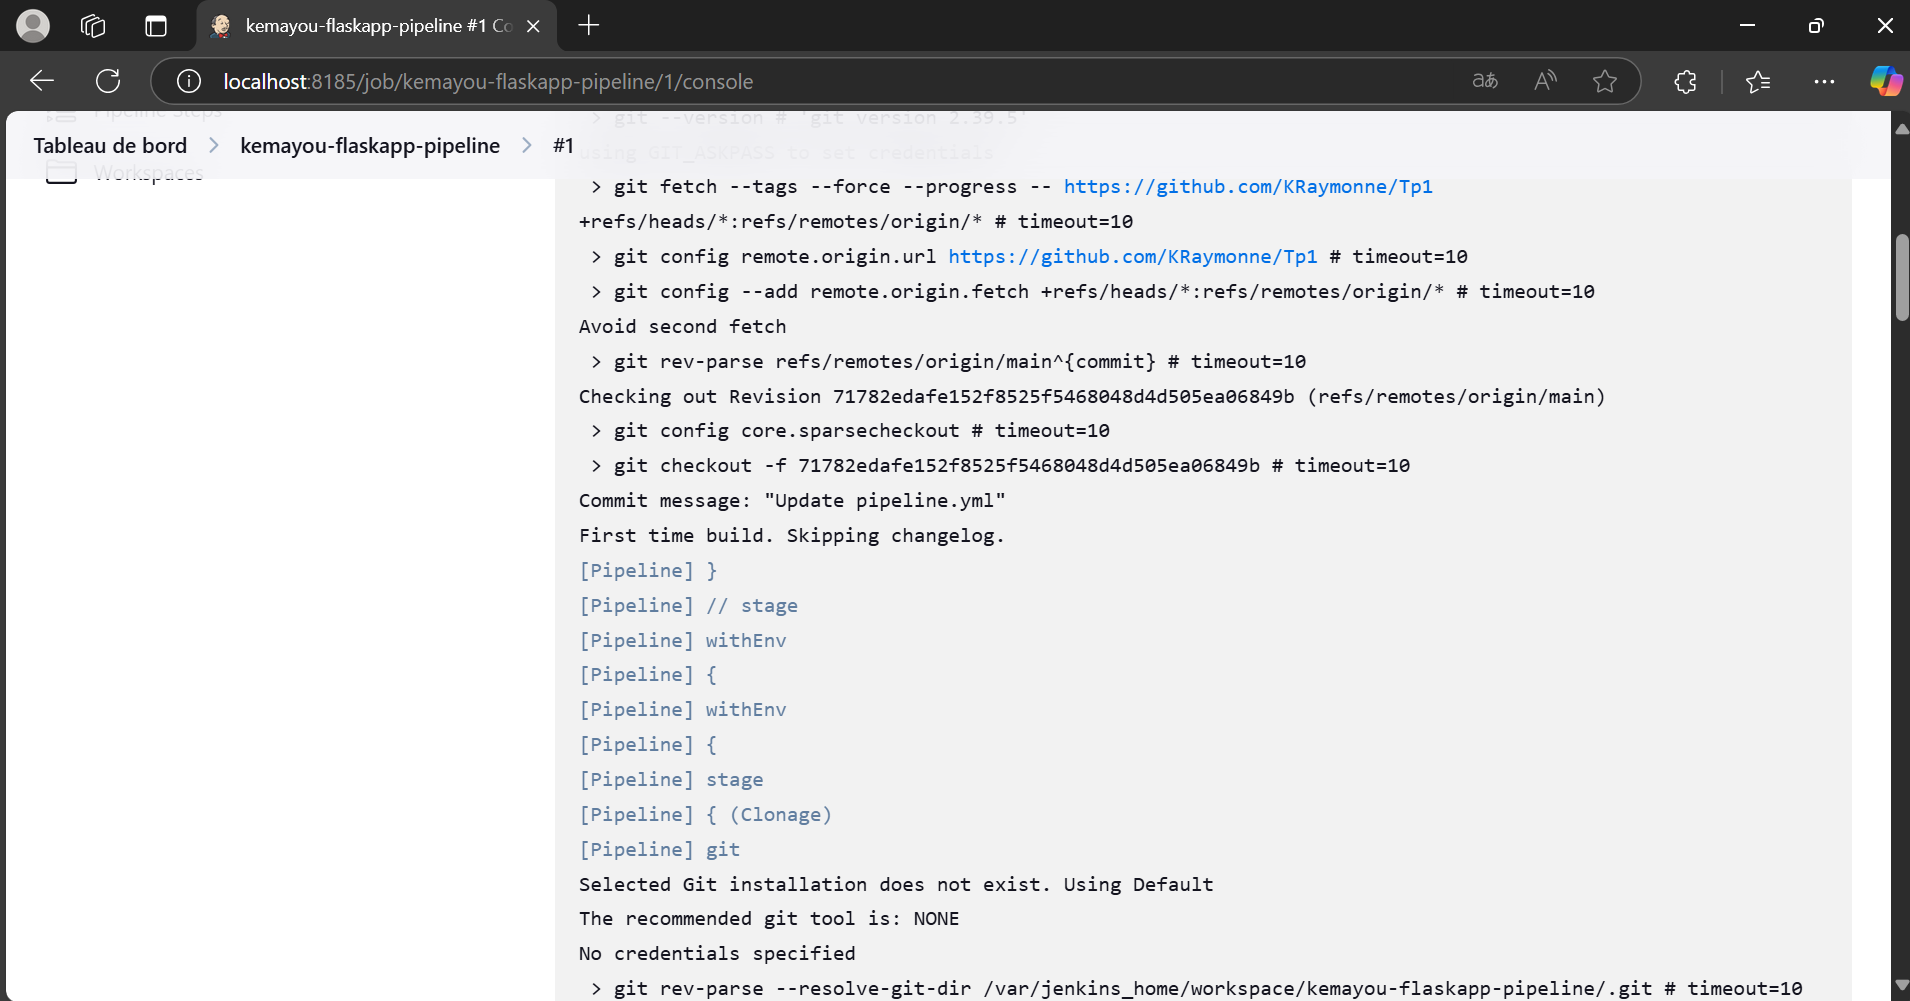 kemayou-flaskapp-pipeline #1 Co
localhost:8185/job/kemayou-flaskapp-pipeline/1/console
Pipeline Steps
> git --version # 'git version 2.39.5'
Tableau de bord > kemayou-flaskapp-pipeline > #1
using GIT_ASKPASS to set credentials
Workspaces
> git fetch --tags --force --progress -- https://github.com/KRaymonne/Tp1
+refs/heads/*:refs/remotes/origin/* # timeout=10
> git config remote.origin.url https://github.com/KRaymonne/Tp1 # timeout=10
> git config --add remote.origin.fetch +refs/heads/*:refs/remotes/origin/* # timeout=10
Avoid second fetch
> git rev-parse refs/remotes/origin/main^{commit} # timeout=10
Checking out Revision 71782edafe152f8525f5468048d4d505ea06849b (refs/remotes/origin/main)
> git config core.sparsecheckout # timeout=10
> git checkout -f 71782edafe152f8525f5468048d4d505ea06849b # timeout=10
Commit message: "Update pipeline.yml"
First time build. Skipping changelog.
[Pipeline] }
[Pipeline] // stage
[Pipeline] withEnv
[Pipeline] {
[Pipeline] withEnv
[Pipeline] {
[Pipeline] stage
[Pipeline] { (Clonage)
[Pipeline] git
Selected Git installation does not exist. Using Default
The recommended git tool is: NONE
No credentials specified
> git rev-parse --resolve-git-dir /var/jenkins_home/workspace/kemayou-flaskapp-pipeline/.git # timeout=10